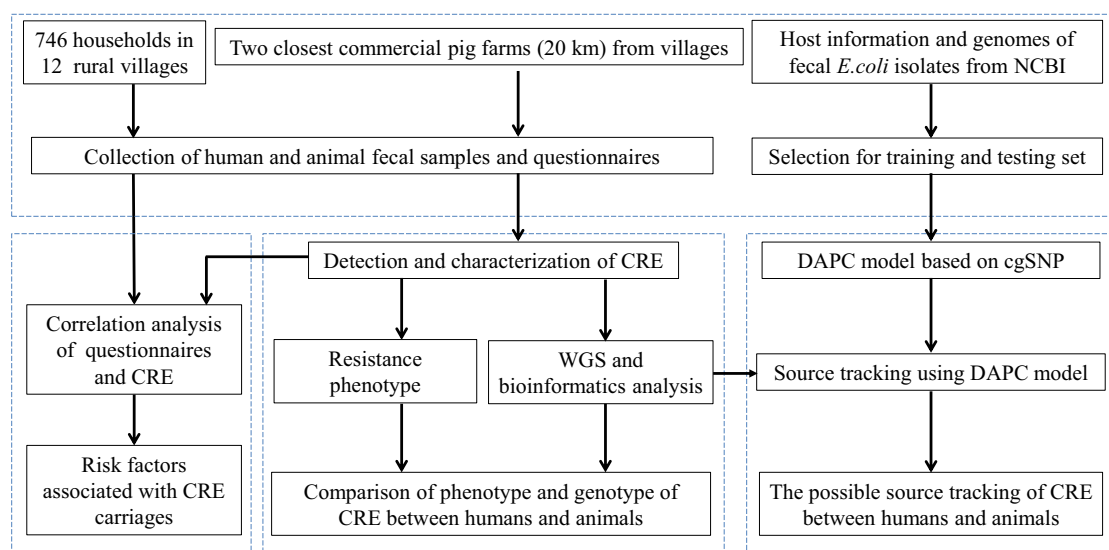 746 households in
12 rural villages
Two closest commercial pig farms (20 km) from villages
Host information and genomes of
fecal E.coli isolates from NCBI
Collection of human and animal fecal samples and questionnaires
Selection for training and testing set
Detection and characterization of CRE
DAPC model based on cgSNP
Correlation analysis
of questionnaires
and CRE
Resistance
phenotype
WGS and
bioinformatics analysis
Source tracking using DAPC model
Risk factors
associated with CRE
carriages
Comparison of phenotype and genotype of
CRE between humans and animals
The possible source tracking of CRE
between humans and animals